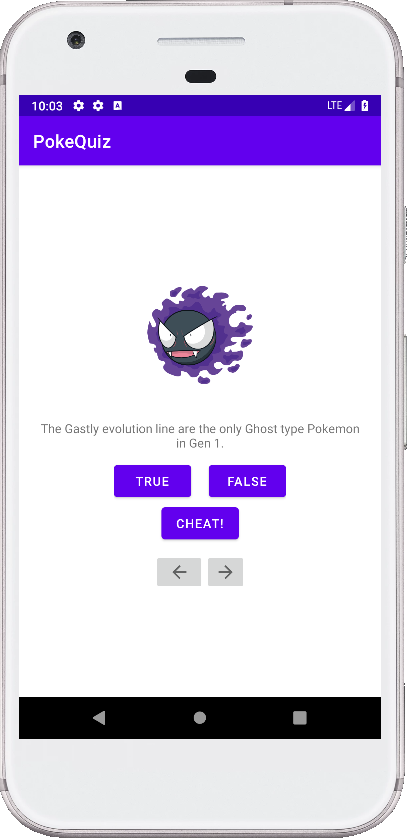 10:03 A LTE
PokeQuiz
The Gastly evolution line are the only Ghost type Pokemon
in Gen 1.
TRUE FALSE
CHEAT!